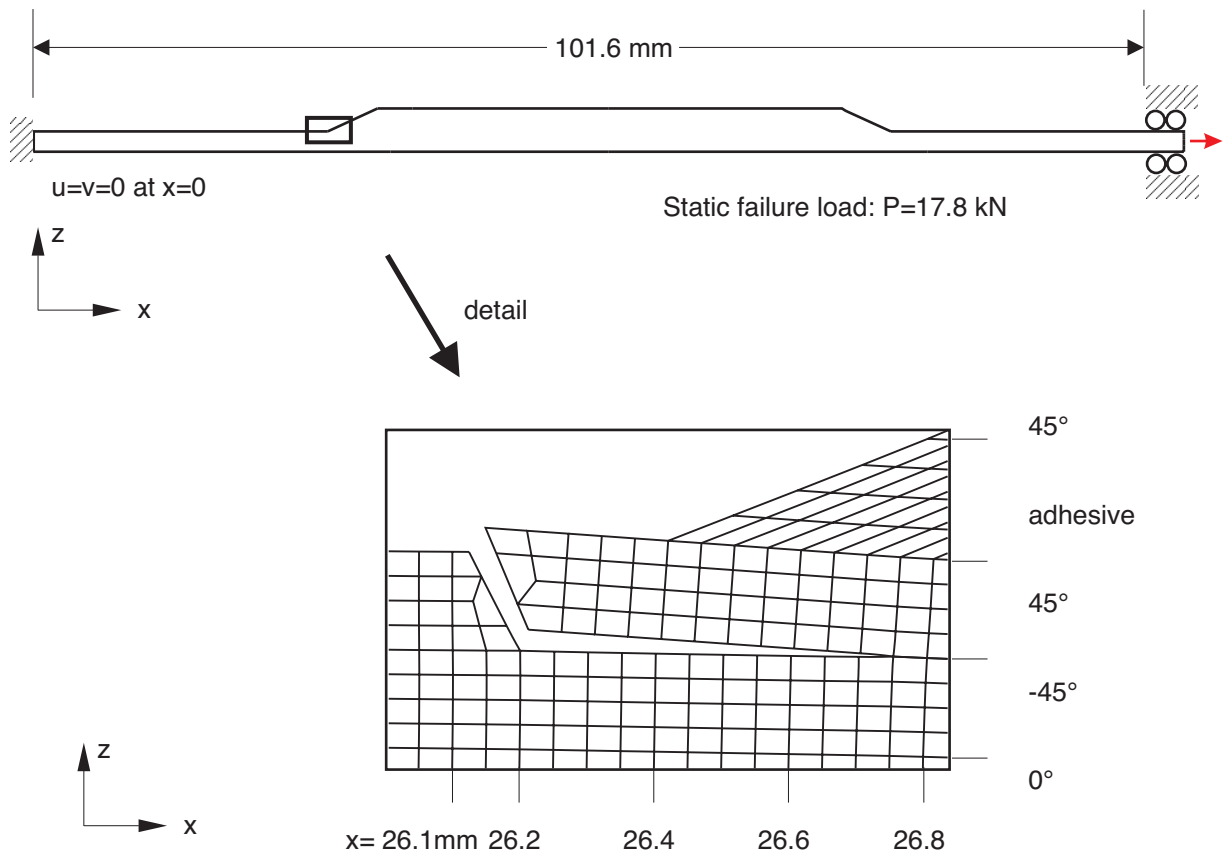 101.6 mm
u=v=0 at x=0
Static failure load: P=17.8 kN
z
x
detail
45°
adhesive
45°
-45°
0°
z
x
x= 26.1mm 26.2 26.4 26.6 26.8